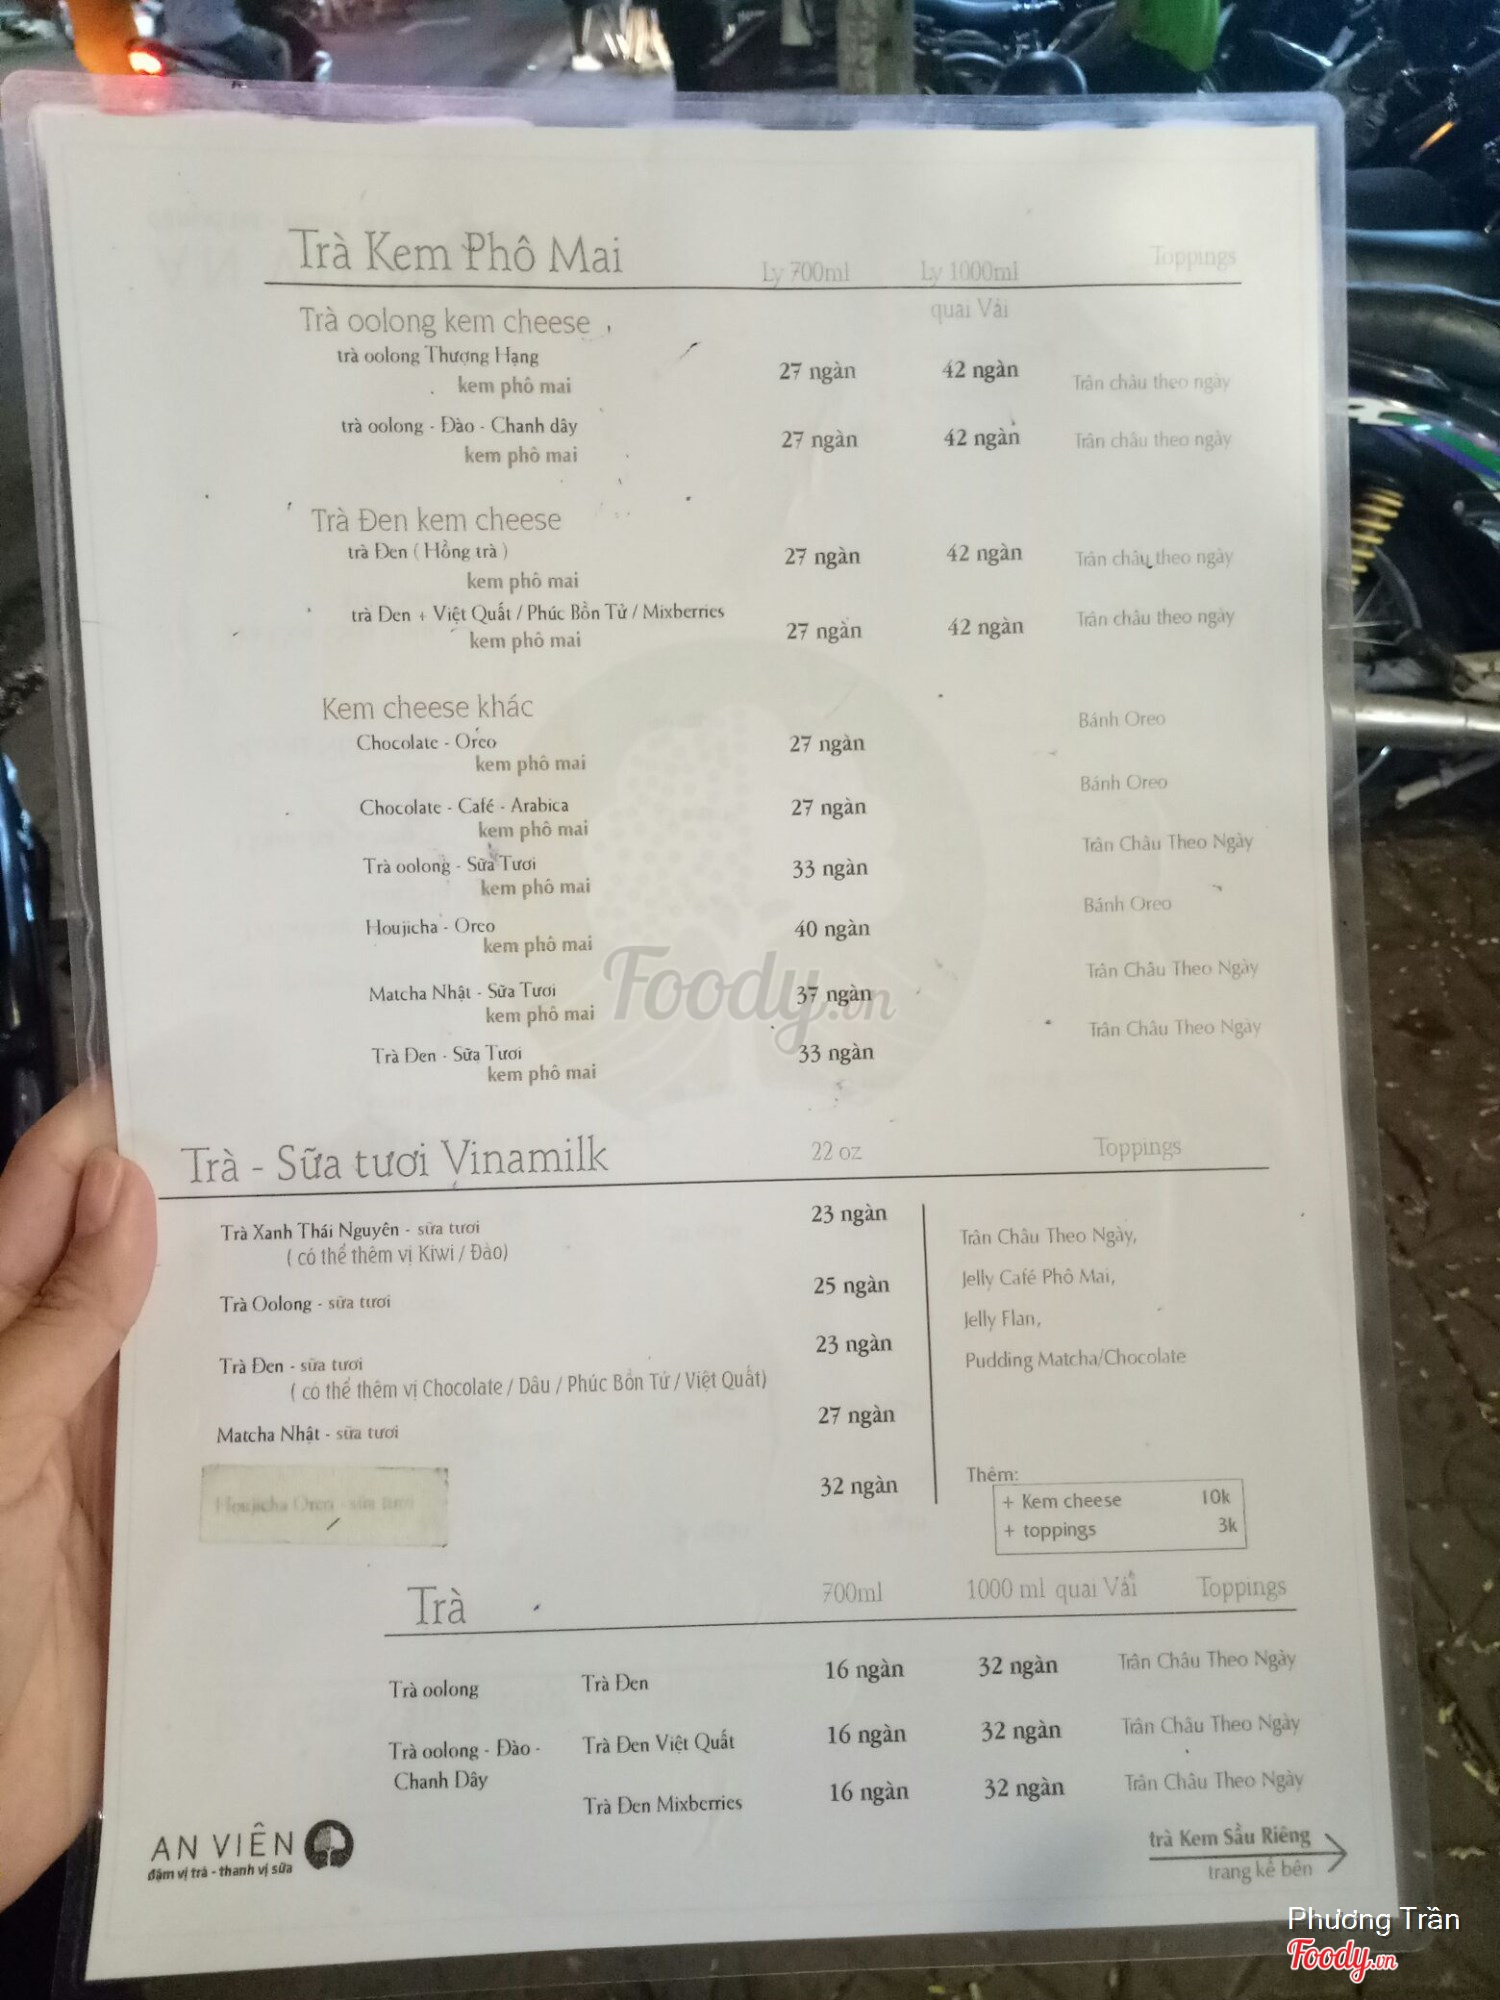 Trà Kem Phô Mai Ly 700ml Ly 1000ml Toppings
quai Vải
Trà oolong kem cheese
trà oolong Thượng Hạng 27 ngàn 42 ngàn Trân châu theo ngày
kem phô mai
trà oolong - Đào - Chanh dây 27 ngàn 42 ngàn Trân châu theo ngày
kem phô mai
Trà Đen kem cheese
trà Đen ( Hồng trà ) 27 ngàn 42 ngàn Trân châu theo ngày
kem phô mai
trà Đen + Việt Quất / Phúc Bồn Tử / Mixberries 27 ngàn 42 ngàn Trân châu theo ngày
kem phô mai
Kem cheese khác
Chocolate - Oreo 27 ngàn Bánh Oreo
kem phô mai
Chocolate - Café - Arabica 27 ngàn Bánh Oreo
kem phô mai
Trà oolong - Sữa Tươi 33 ngàn Trân Châu Theo Ngày
kem phô mai
Houjicha - Oreo 40 ngàn Bánh Oreo
kem phô mai
Matcha Nhật - Sữa Tươi 37 ngàn Trân Châu Theo Ngày
kem phô mai
Trà Đen - Sữa Tươi 33 ngàn Trân Châu Theo Ngày
kem phô mai
Foody.vn
Trà - Sữa tươi Vinamilk 22 oz Toppings
Trà Xanh Thái Nguyên - sữa tươi 23 ngàn
( có thể thêm vị Kiwi / Đào)
Trà Oolong - sữa tươi 25 ngàn
Trà Đen - sữa tươi 23 ngàn
( có thể thêm vị Chocolate / Dâu / Phúc Bồn Tử / Việt Quất)
Matcha Nhật - sữa tươi 27 ngàn
Houjicha Oreo - sữa tươi 32 ngàn
Trân Châu Theo Ngày,
Jelly Café Phô Mai,
Jelly Flan,
Pudding Matcha/Chocolate
Thêm:
+ Kem cheese 10k
+ toppings 3k
Trà 700ml 1000 ml quai Vải Toppings
Trà oolong Trà Đen 16 ngàn 32 ngàn Trân Châu Theo Ngày
Trà oolong - Đào - Trà Đen Việt Quất 16 ngàn 32 ngàn Trân Châu Theo Ngày
Chanh Dây
Trà Đen Mixberries 16 ngàn 32 ngàn Trân Châu Theo Ngày
AN VIÊN
đậm vị trà - thanh vị sữa
trà Kem Sầu Riêng
trang kế bên
Phương Trần
Foody.vn